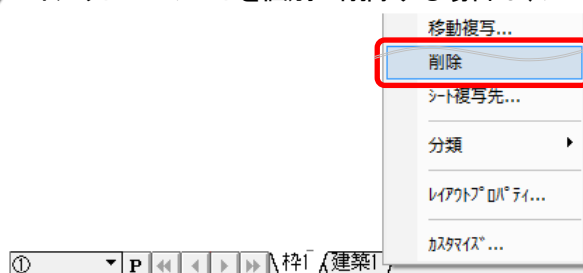 移動複写...
削除
シート複写先...
分類
レイアウトプロパティ...
カスタマイズ...
① P 枠1 建築1